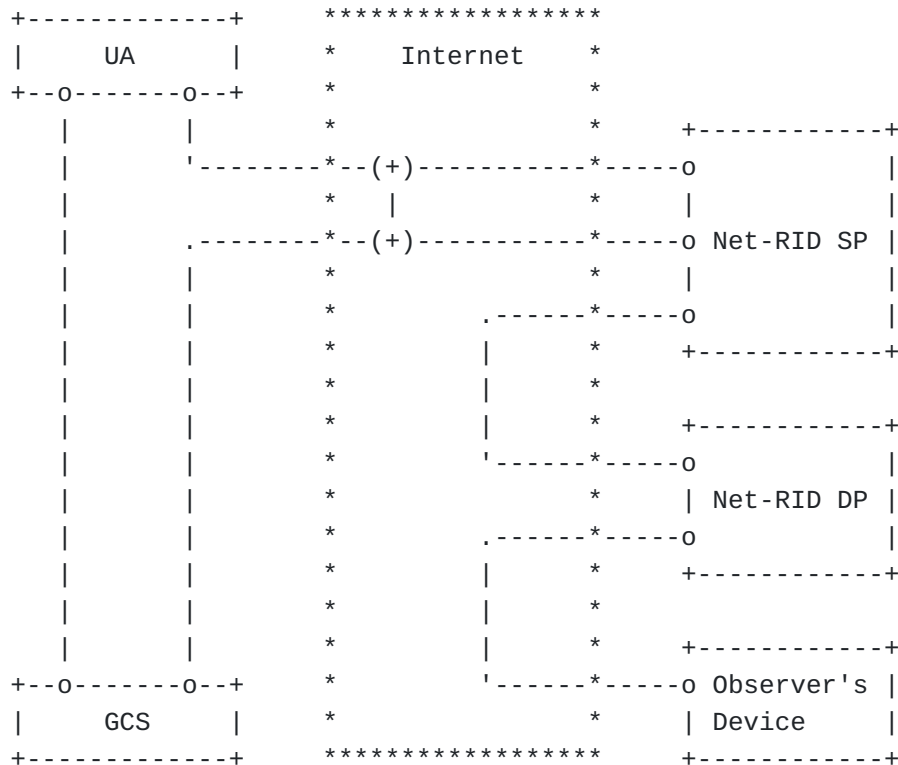 UA Internet
Net-RID SP
Net-RID DP
Observer's
GCS Device